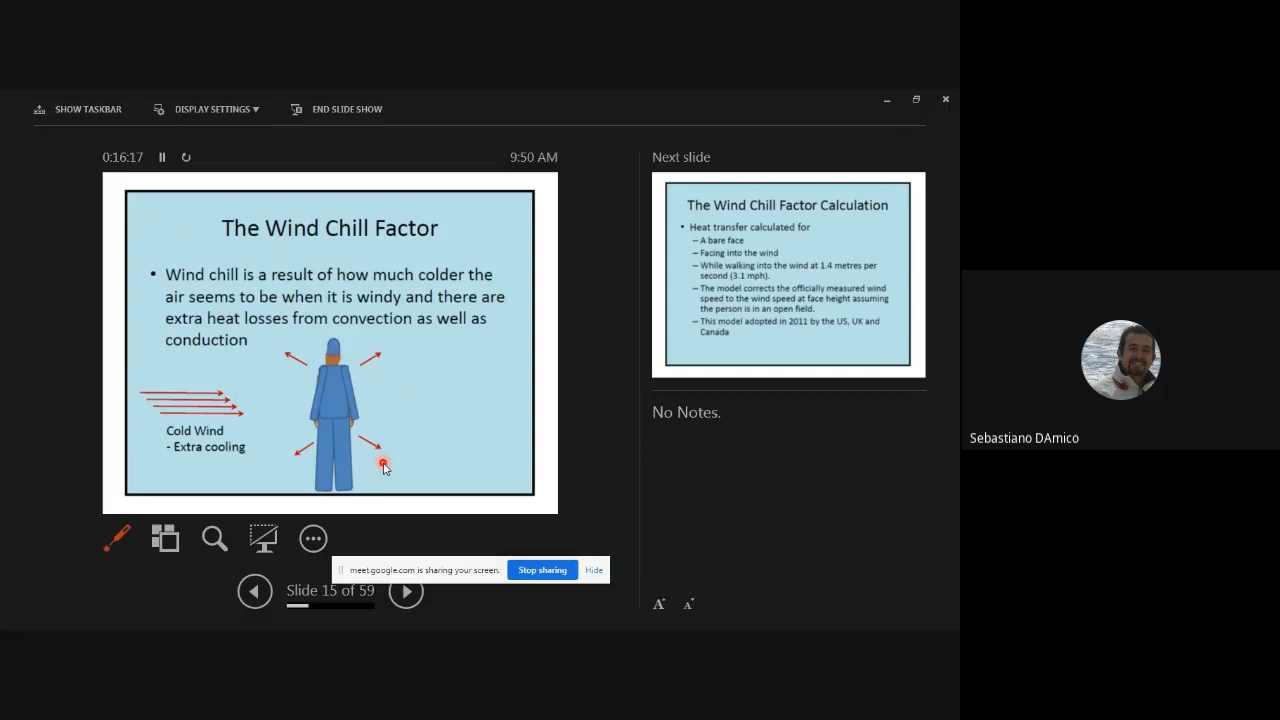 SHOW TASKBAR
DISPLAY SETTINGS
END SLIDE SHOW
0:16:17
9:50 AM
The Wind Chill Factor
• Wind chill is a result of how much colder the
air seems to be when it is windy and there are
extra heat losses from convection as well as
conduction
Cold Wind
- Extra cooling
meet.google.com is sharing your screen.
Stop sharing
Hide
Slide 15 of 59
Next slide
The Wind Chill Factor Calculation
• Heat transfer calculated for
– A bare face
– Facing into the wind
– While walking into the wind at 1.4 metres per
second (3.1 mph).
– The model corrects the officially measured wind
speed to the wind speed at face height assuming
the person is in an open field.
– This model adopted in 2011 by the US, UK and
Canada
No Notes.
A A
Sebastiano DAmico